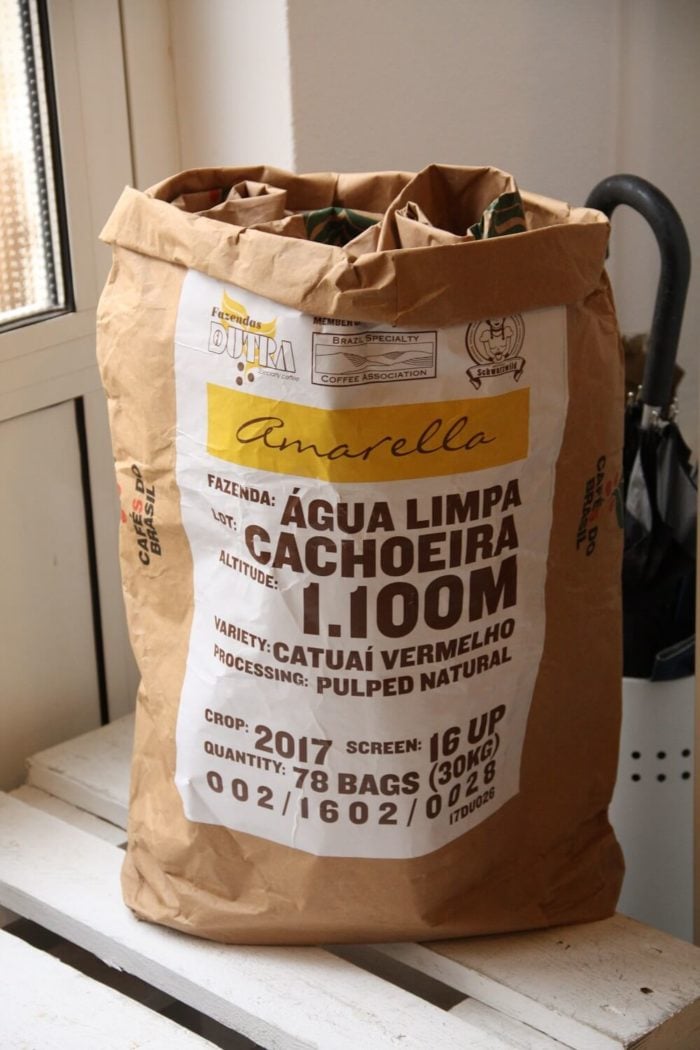 Fazendas
DUTRA
MEMBER
BRAZIL SPECIALTY
COFFEE ASSOCIATION
Schwarzwild
amarella
FAZENDA: ÁGUA LIMPA
LOT: CACHOEIRA
ALTITUDE: 1.100M
VARIETY: CATUAÍ VERMELHO
PROCESSING: PULPED NATURAL
CROP: 2017 SCREEN: 16 UP
QUANTITY: 78 BAGS (30KG)
002/1602/0028
17DU026
CAFÉS DO
BRASIL
CAFÉS DO
BRASIL